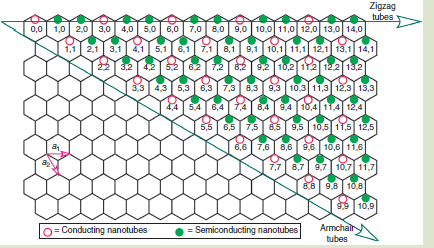 Zigzag
tubes
0,0 1,0 2,0 3,0 4,0 5,0 6,0 7,0 8,0 9,0 10,0 11,0 12,0 13,0 14,0
1,1 2,1 3,1 4,1 5,1 6,1 7,1 8,1 9,1 10,1 11,1 12,1 13,1 14,1
2,2 3,2 4,2 5,2 6,2 7,2 8,2 9,2 10,2 11,2 12,2 13,2
3,3 4,3 5,3 6,3 7,3 8,3 9,3 10,3 11,3 12,3 13,3
4,4 5,4 6,4 7,4 8,4 9,4 10,4 11,4 12,4
5,5 6,5 7,5 8,5 9,5 10,5 11,5 12,5
a1
6,6 7,6 8,6 9,6 10,6 11,6
a2
7,7 8,7 9,7 10,7 11,7
8,8 9,8 10,8
9,9 10,9
= Conducting nanotubes = Semiconducting nanotubes
Armchair
tubes